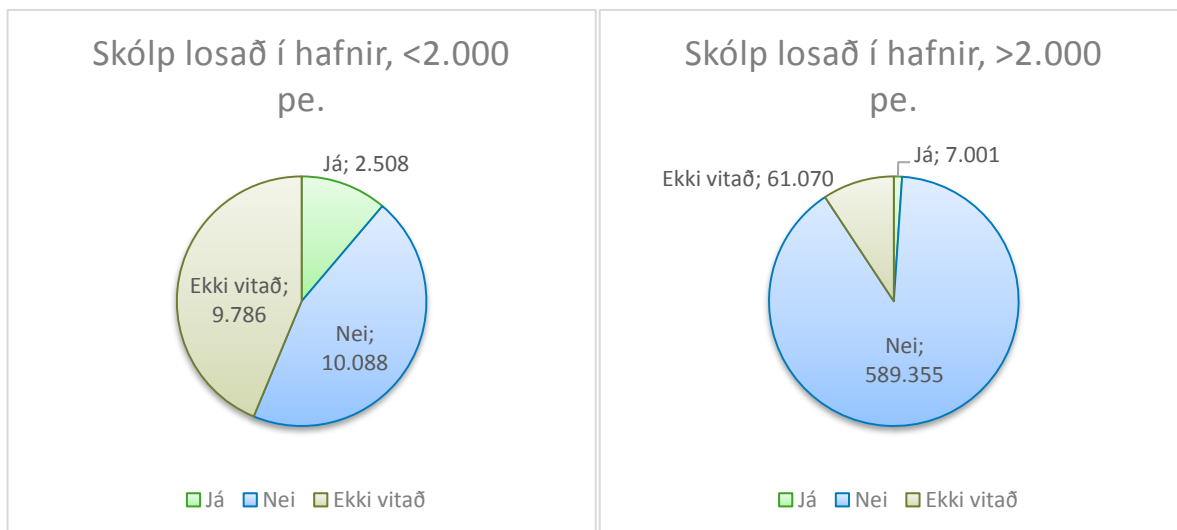 Skólp losað í hafnir, <2.000
pe.
Já; 2.508
Ekki vitað;
9.786
Nei;
10.088
Já
Nei
Ekki vitað
Skólp losað í hafnir, >2.000
pe.
Já; 7.001
Ekki vitað; 61.070
Nei;
589.355
Já
Nei
Ekki vitað